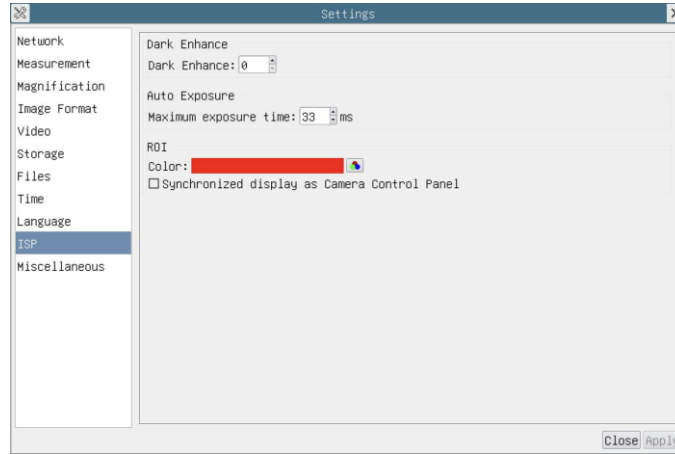 Settings
Network
Measurement
Magnification
Image Format
Video
Storage
Files
Time
Language
ISP
Miscellaneous
Dark Enhance
Dark Enhance: 0
Auto Exposure
Maximum exposure time: 33 ms
ROI
Color:
Synchronized display as Camera Control Panel
Close Apply